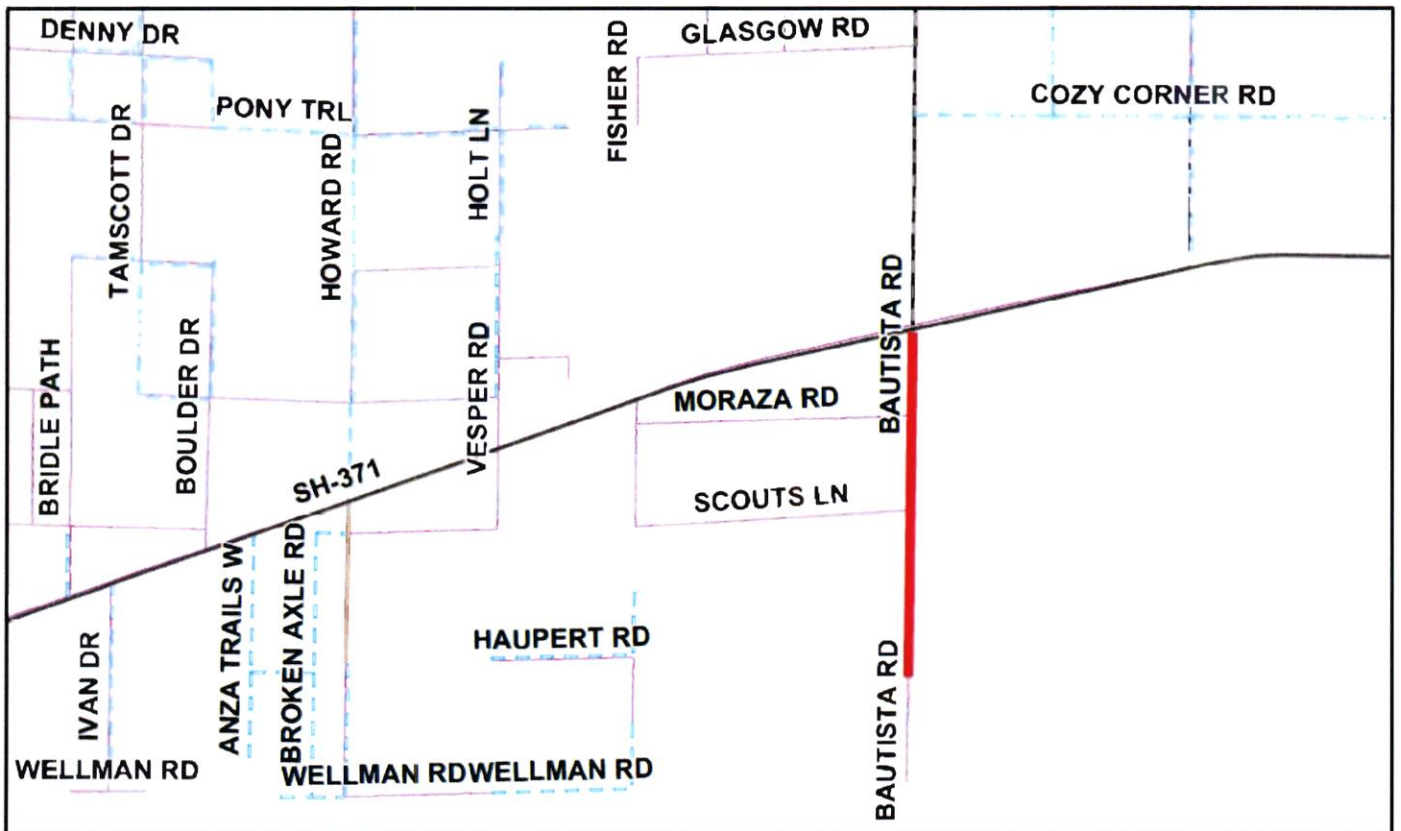 DENNY DR
GLASGOW RD
FISHER RD
PONY TRL
COZY CORNER RD
TAMSCOTT DR
HOWARD RD
HOLT LN
BAUTISTA RD
BRIDLE PATH
BOULDER DR
VESPER RD
MORAZA RD
SH-371
SCOUTS LN
ANZA TRAILS W
BROKEN AXLE RD
IVAN DR
HAUPERT RD
BAUTISTA RD
WELLMAN RD
WELLMAN RD
WELLMAN RD